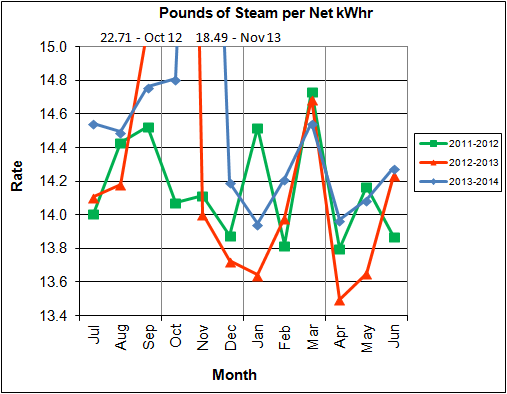 Pounds of Steam per Net kWhr
22.71 - Oct 12 18.49 - Nov 13
15.0
14.8
14.6
14.4
14.2
14.0
13.8
13.6
13.4
Rate
Jul Aug Sep Oct Nov Dec Jan Feb Mar Apr May Jun
Month
2011-2012
2012-2013
2013-2014